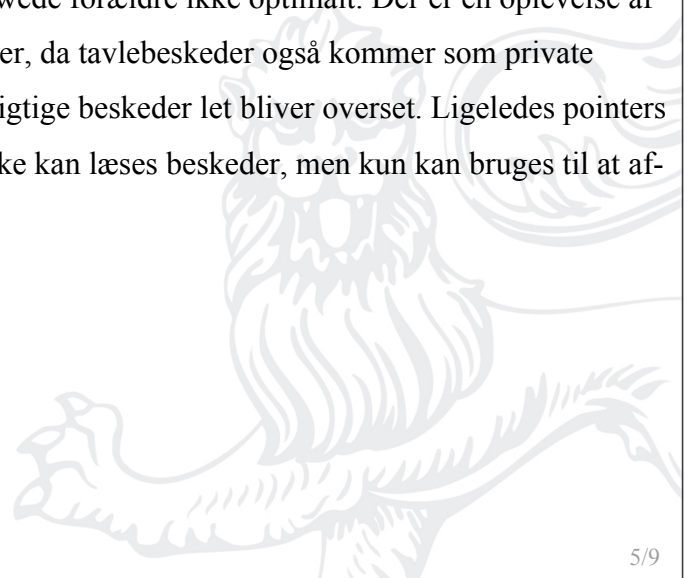 forældre ikke optimalt. Der er en oplevelse af
er, da tavlebeskeder også kommer som private
igtige beskeder let bliver overset. Ligeledes pointers
ke kan læses beskeder, men kun kan bruges til at af-
5/9